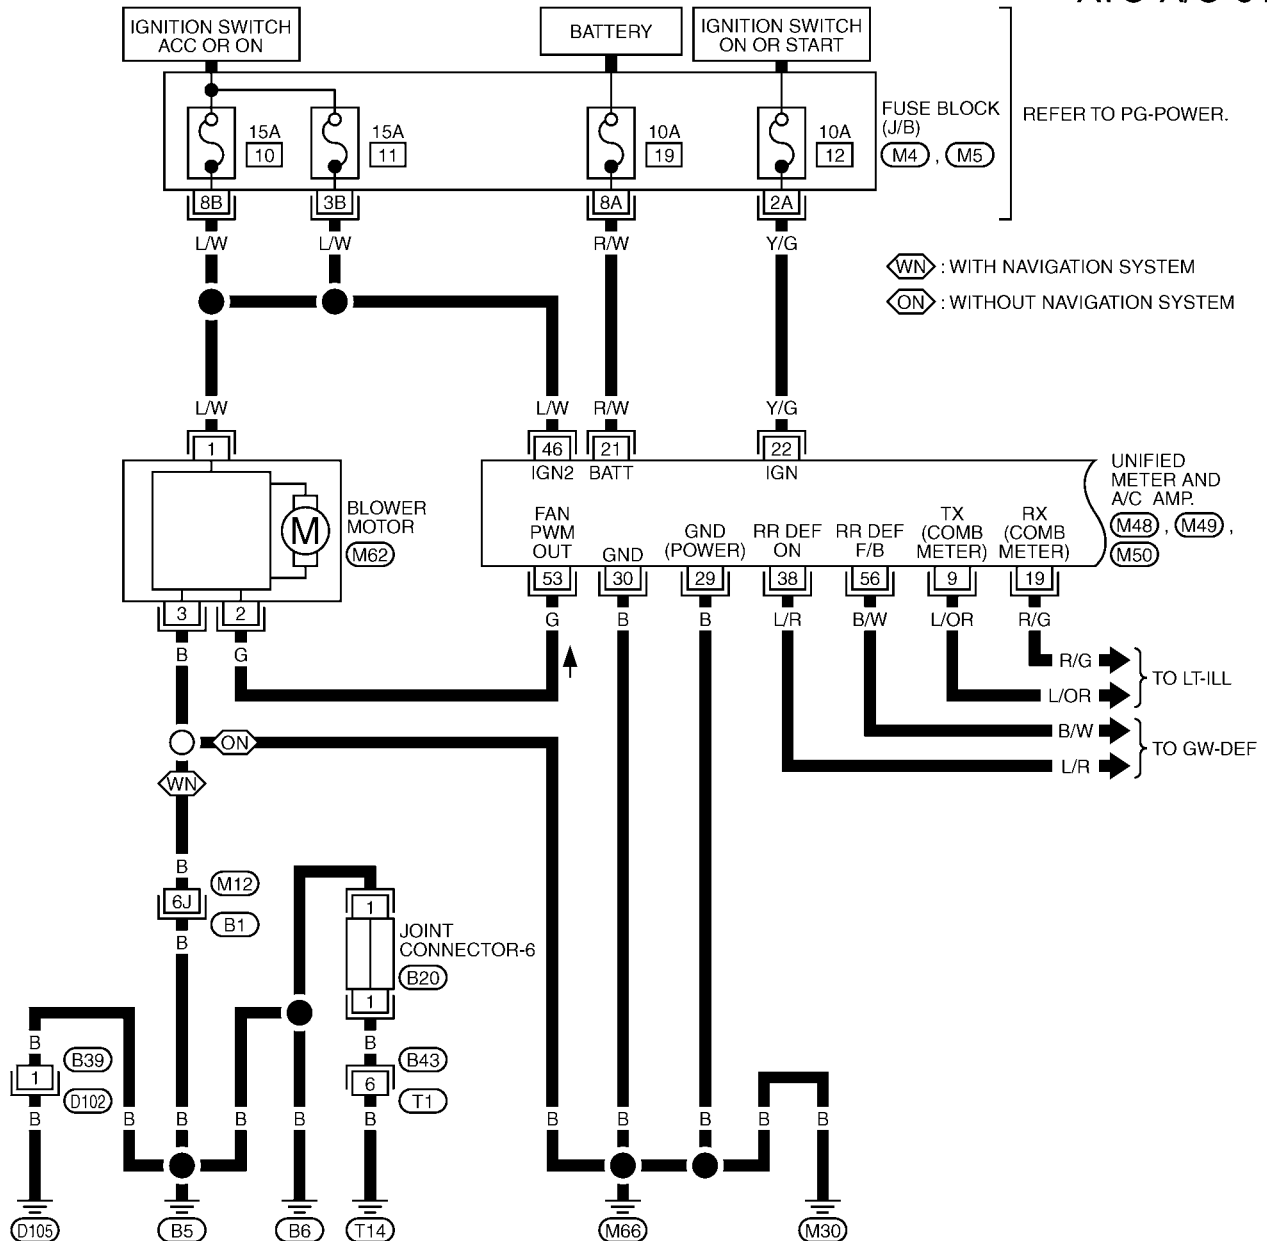 IGNITION SWITCH
ACC OR ON
BATTERY
IGNITION SWITCH
ON OR START
15A
10
15A
11
10A
19
10A
12
FUSE BLOCK
(J/B)
M4 , M5
REFER TO PG-POWER.
8B
3B
8A
2A
L/W
L/W
R/W
Y/G
WN : WITH NAVIGATION SYSTEM
ON : WITHOUT NAVIGATION SYSTEM
L/W
L/W
R/W
Y/G
1
46
21
22
IGN2
BATT
IGN
UNIFIED
METER AND
A/C AMP.
M48 , M49 ,
M50
BLOWER
MOTOR
M62
M
FAN
PWM
OUT
GND
GND
(POWER)
RR DEF
ON
RR DEF
F/B
TX
(COMB
METER)
RX
(COMB
METER)
3
2
53
30
29
38
56
9
19
B
G
G
B
B
L/R
B/W
L/OR
R/G
R/G
L/OR
TO LT-ILL
B/W
L/R
TO GW-DEF
ON
WN
B
6J
M12
B1
B
1
JOINT
CONNECTOR-6
B20
1
B
B
1
B39
D102
6
B43
T1
B
B
B
B
B
B
B
B
B
B
B
D105
B5
B6
T14
M66
M30